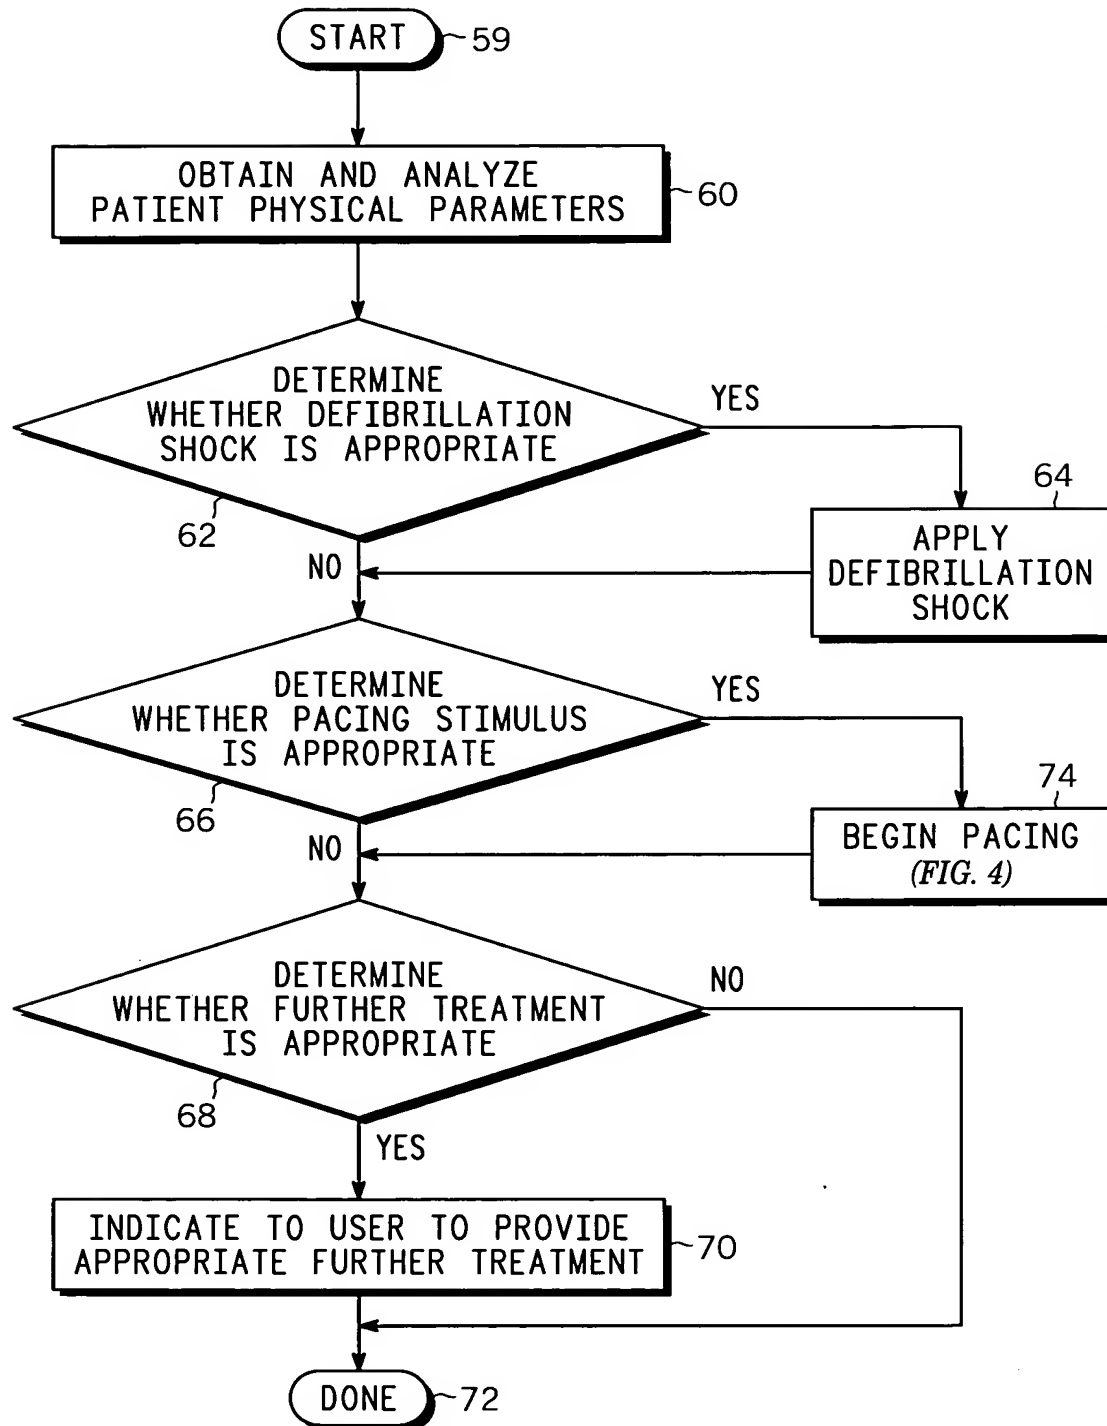 START
59
OBTAIN AND ANALYZE
PATIENT PHYSICAL PARAMETERS
60
DETERMINE
WHETHER DEFIBRILLATION
SHOCK IS APPROPRIATE
YES
62
NO
64
APPLY
DEFIBRILLATION
SHOCK
DETERMINE
WHETHER PACING STIMULUS
IS APPROPRIATE
YES
66
NO
74
BEGIN PACING
(FIG. 4)
DETERMINE
WHETHER FURTHER TREATMENT
IS APPROPRIATE
NO
68
YES
INDICATE TO USER TO PROVIDE
APPROPRIATE FURTHER TREATMENT
70
DONE
72